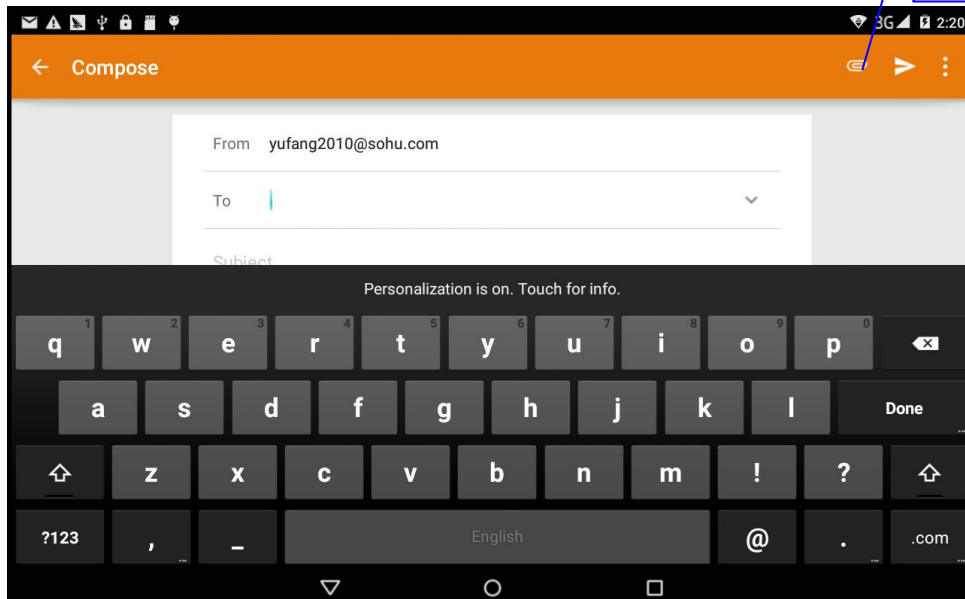 3G 2:20
Compose
From yufang2010@sohu.com
To
Subject
Personalization is on. Touch for info.
1 2 3 4 5 6 7 8 9 0
q w e r t y u i o p
a s d f g h j k l Done
z x c v b n m ! ?
?123 , _ English @ . .com